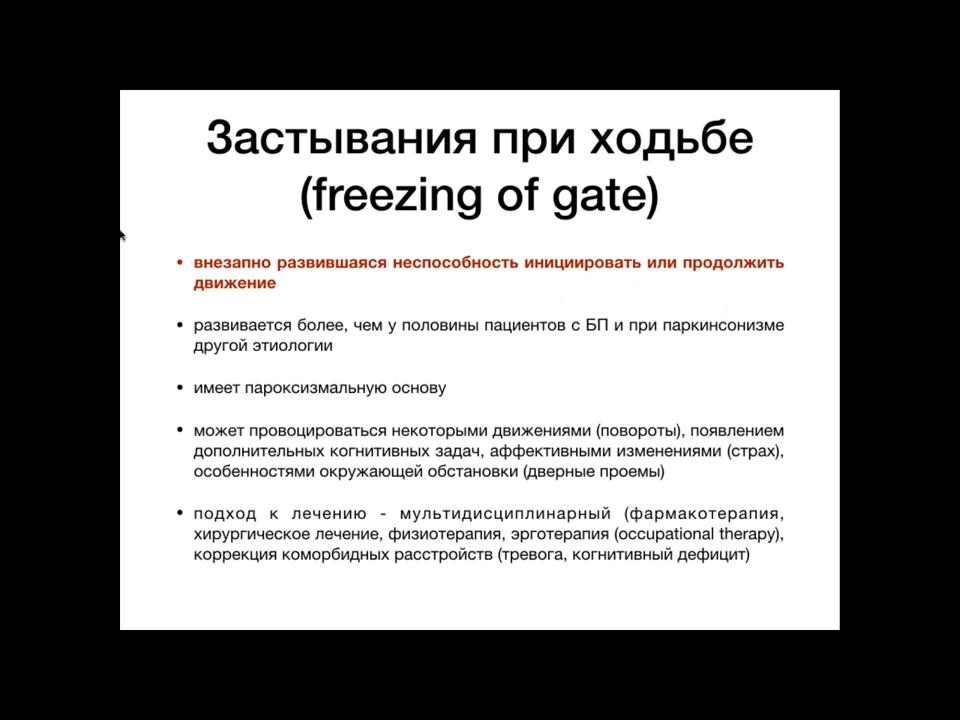 Застывания при ходьбе
(freezing of gate)
• внезапно развившаяся неспособность инициировать или продолжить
движение
• развивается более, чем у половины пациентов с БП и при паркинсонизме
другой этиологии
• имеет пароксизмальную основу
• может провоцироваться некоторыми движениями (повороты), появлением
дополнительных когнитивных задач, аффективными изменениями (страх),
особенностями окружающей обстановки (дверные проемы)
• подход к лечению - мультидисциплинарный (фармакотерапия,
хирургическое лечение, физиотерапия, эрготерапия (occupational therapy),
коррекция коморбидных расстройств (тревога, когнитивный дефицит)